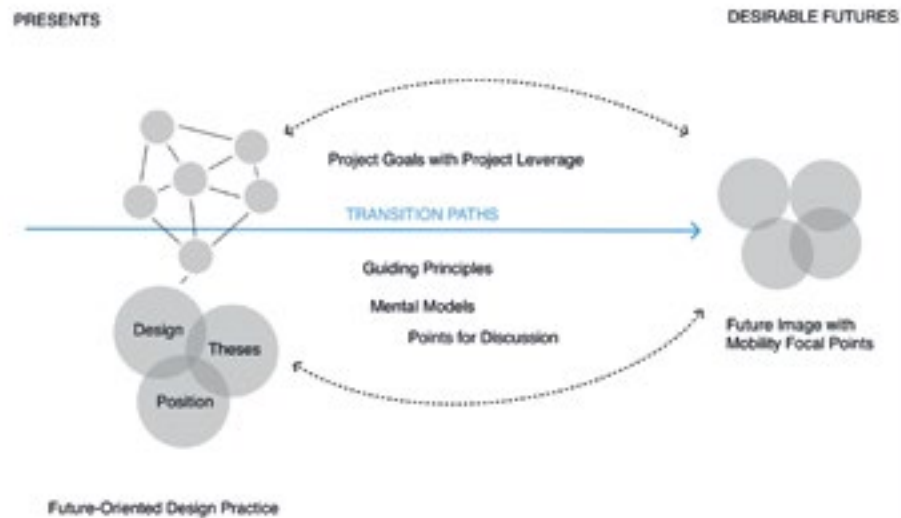 PRESENTS
DESIRABLE FUTURES
Project Goals with Project Leverage
TRANSITION PATHS
Guiding Principles
Mental Models
Points for Discussion
Design
Theses
Position
Future Image with
Mobility Focal Points
Future-Oriented Design Practice